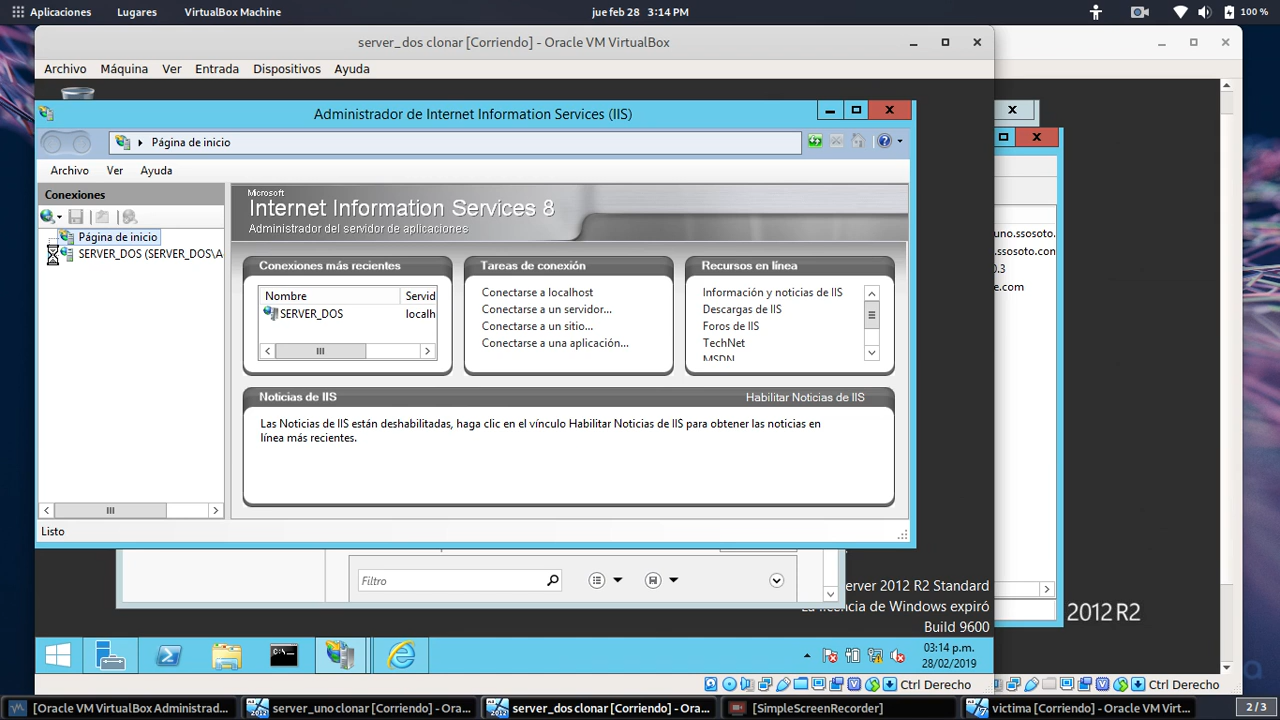 Aplicaciones Lugares VirtualBox Machine jue feb 28 3:14 PM 100 %
server_dos clonar [Corriendo] - Oracle VM VirtualBox
Archivo Máquina Ver Entrada Dispositivos Ayuda
Administrador de Internet Information Services (IIS)
Página de inicio
Archivo Ver Ayuda
Conexiones
Página de inicio
SERVER_DOS (SERVER_DOS\A
Microsoft
Internet Information Services 8
Administrador del servidor de aplicaciones
Conexiones más recientes
Nombre Servid
SERVER_DOS localh
Tareas de conexión
Conectarse a localhost
Conectarse a un servidor...
Conectarse a un sitio...
Conectarse a una aplicación...
Recursos en línea
Información y noticias de IIS
Descargas de IIS
Foros de IIS
TechNet
MSDN
Noticias de IIS Habilitar Noticias de IIS
Las Noticias de IIS están deshabilitadas, haga clic en el vínculo Habilitar Noticias de IIS para obtener las noticias en
línea más recientes.
Listo
uno.ssosoto.
ssosoto.com
0.3
e.com
Filtro
erver 2012 R2 Standard
La licencia de Windows expiró
Build 9600
2012 R2
03:14 p.m.
28/02/2019
Ctrl Derecho
Ctrl Derecho
[Oracle VM VirtualBox Administrad... server_uno clonar [Corriendo] - Ora... server_dos clonar [Corriendo] - Ora... [SimpleScreenRecorder] victima [Corriendo] - Oracle VM Virt... 2 / 3